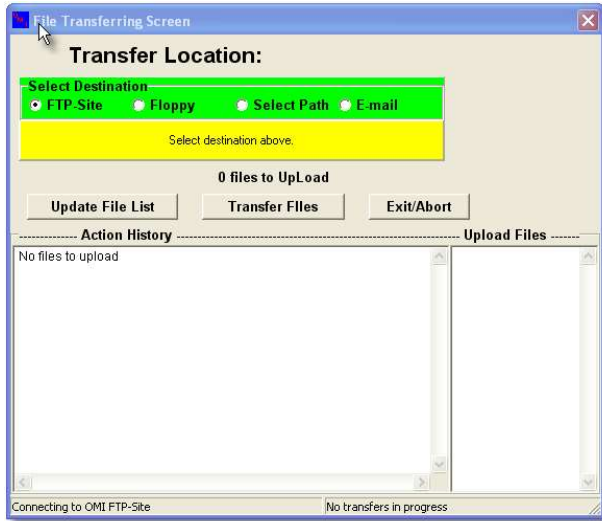 File Transferring Screen
Transfer Location:
Select Destination
FTP-Site Floppy Select Path E-mail
Select destination above.
0 files to UpLoad
Update File List Transfer FIles Exit/Abort
Action History Upload Files
No files to upload
Connecting to OMI FTP-Site No transfers in progress